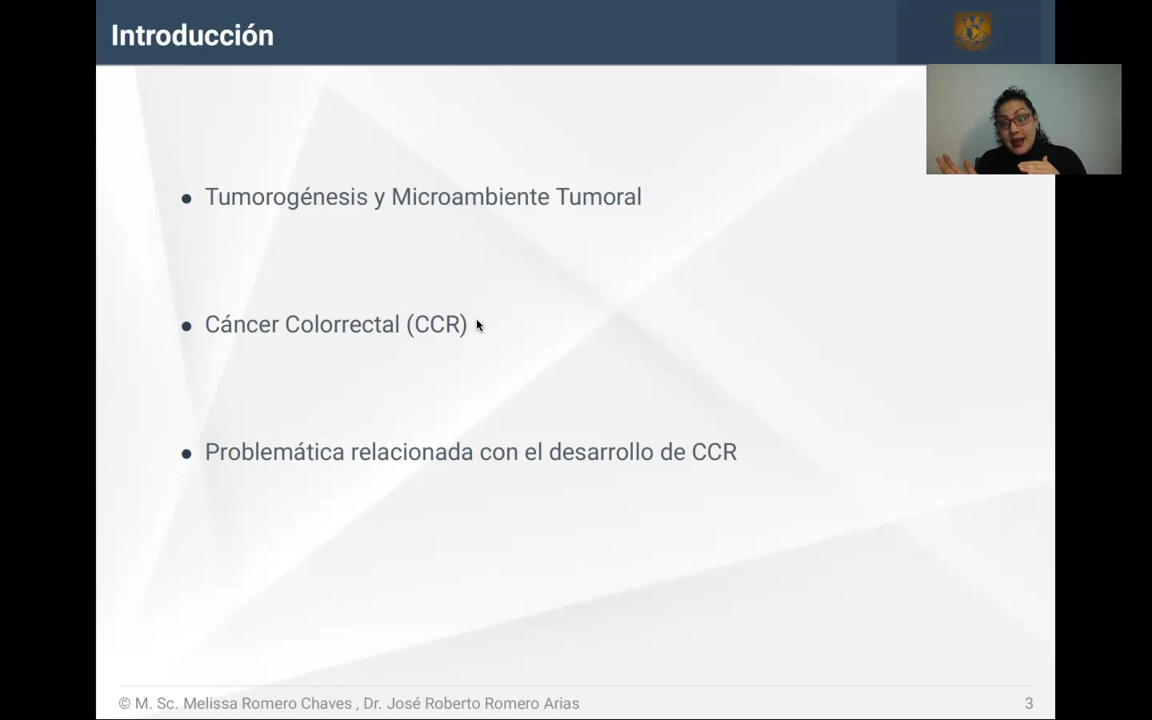 Introducción
● Tumorogénesis y Microambiente Tumoral
● Cáncer Colorrectal (CCR)
● Problemática relacionada con el desarrollo de CCR
© M. Sc. Melissa Romero Chaves , Dr. José Roberto Romero Arias
3